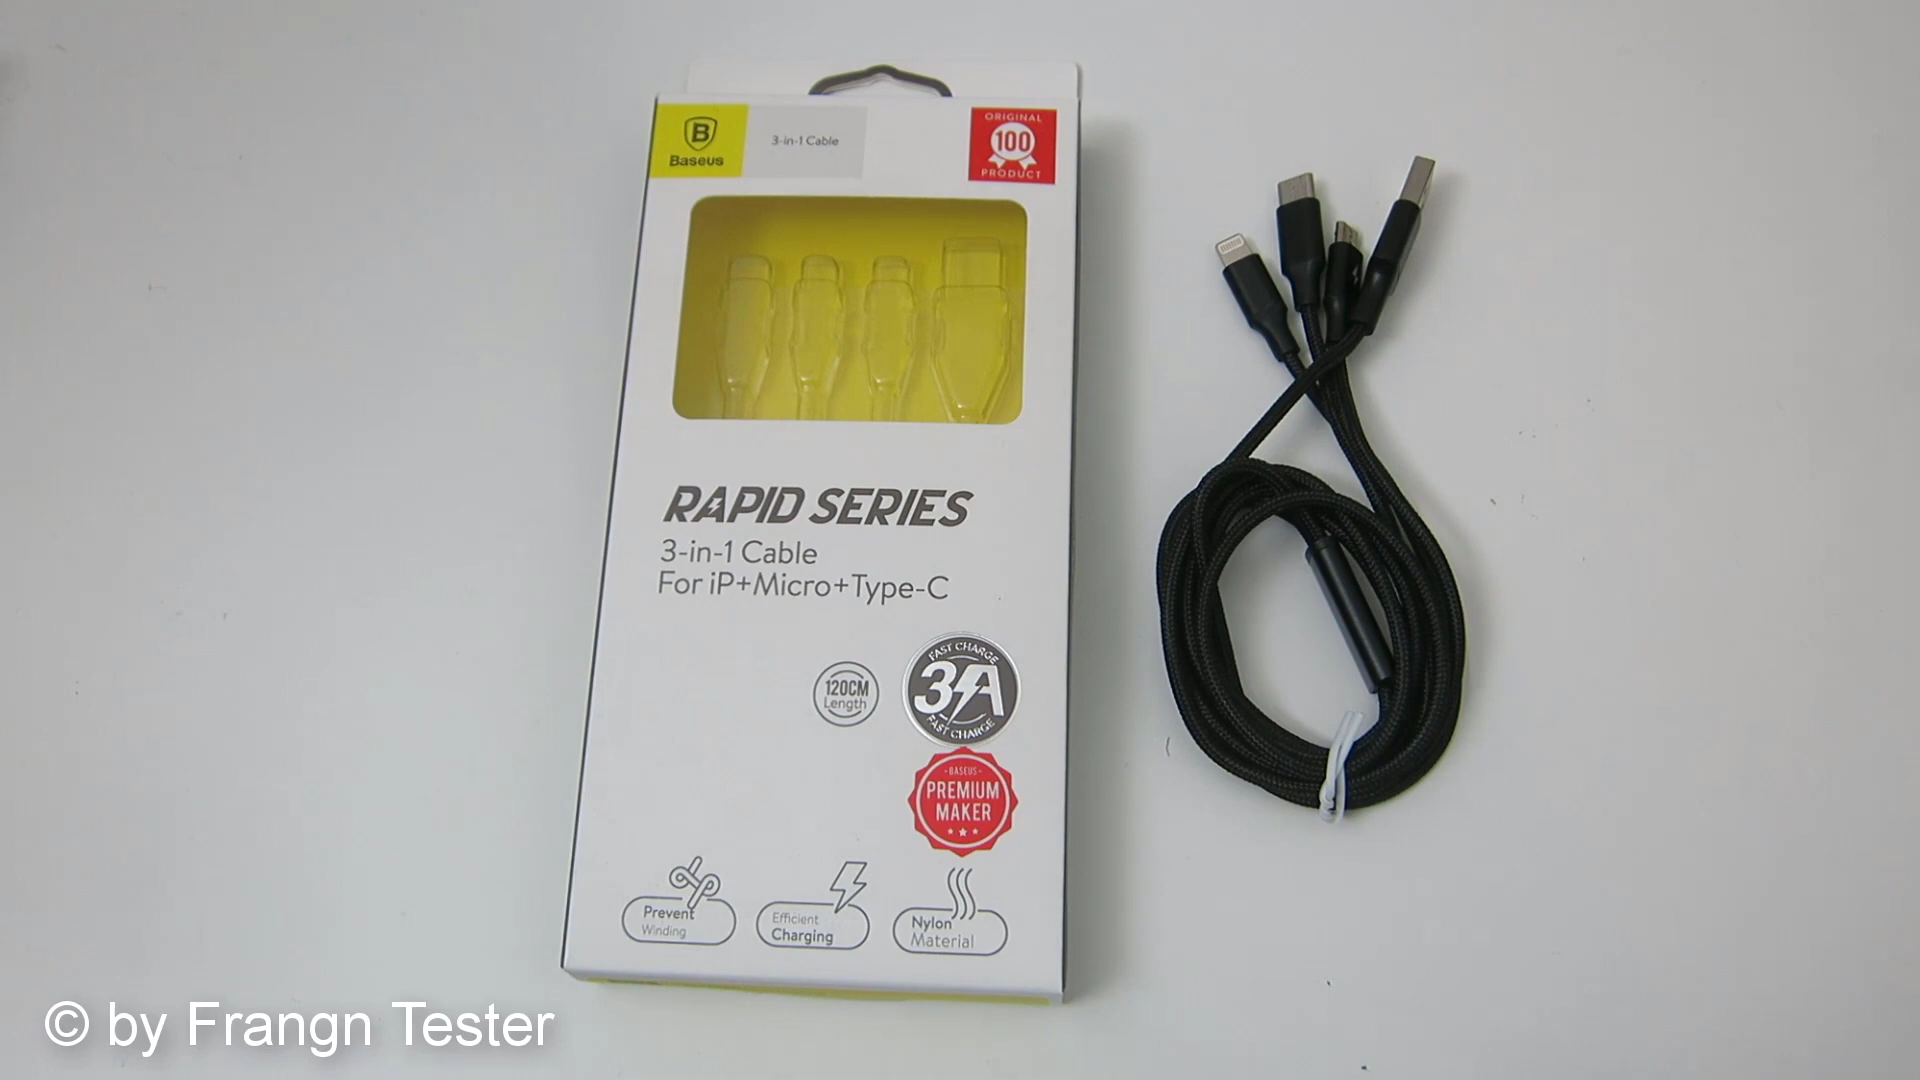 B
Baseus
3-in-1 Cable
ORIGINAL
100
PRODUCT
RAPID SERIES
3-in-1 Cable
For iP+Micro+Type-C
120CM
Length
FAST CHARGE
3A
FAST CHARGE
-BASEUS-
PREMIUM
MAKER
Prevent
Winding
Efficient
Charging
Nylon
Material
© by Frangn Tester